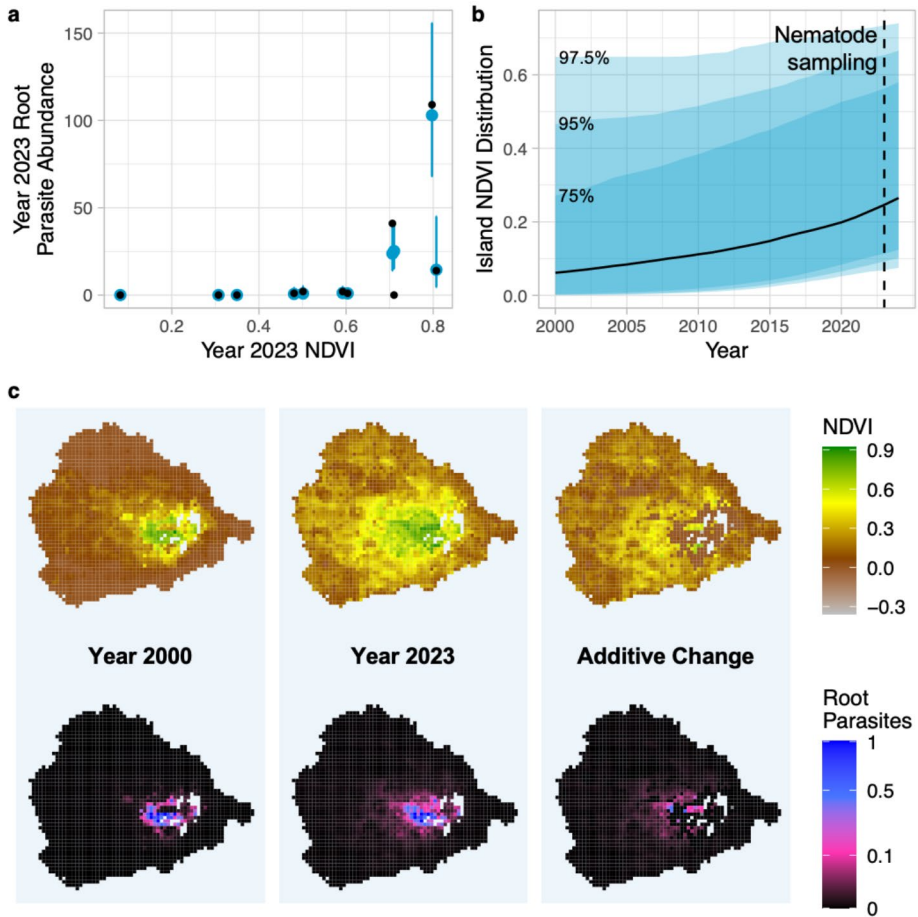 a
150
100
50
0
Year 2023 Root
Parasite Abundance
0.2
0.4
0.6
0.8
Year 2023 NDVI
b
Nematode
sampling
97.5%
95%
75%
0.6
0.4
0.2
0.0
Island NDVI Distirbution
2000
2005
2010
2015
2020
Year
c
NDVI
0.9
0.6
0.3
0.0
−0.3
Year 2000
Year 2023
Additive Change
Root
Parasites
1
0.5
0.1
0